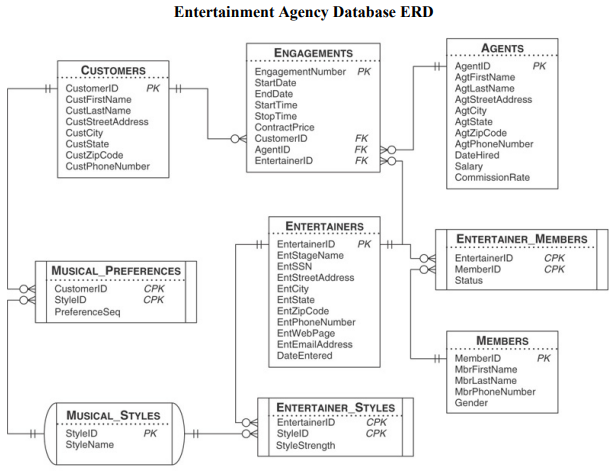 Entertainment Agency Database ERD
CUSTOMERS
CustomerID PK
CustFirstName
CustLastName
CustStreetAddress
CustCity
CustState
CustZipCode
CustPhoneNumber
ENGAGEMENTS
EngagementNumber PK
StartDate
EndDate
StartTime
StopTime
ContractPrice
CustomerID FK
AgentID FK
EntertainerID FK
AGENTS
AgentID PK
AgtFirstName
AgtLastName
AgtStreetAddress
AgtCity
AgtState
AgtZipCode
AgtPhoneNumber
DateHired
Salary
CommissionRate
MUSICAL_PREFERENCES
CustomerID CPK
StyleID CPK
PreferenceSeq
ENTERTAINERS
EntertainerID PK
EntStageName
EntSSN
EntStreetAddress
EntCity
EntState
EntZipCode
EntPhoneNumber
EntWebPage
EntEmailAddress
DateEntered
ENTERTAINER_MEMBERS
EntertainerID CPK
MemberID CPK
Status
MEMBERS
MemberID PK
MbrFirstName
MbrLastName
MbrPhoneNumber
Gender
MUSICAL_STYLES
StyleID PK
StyleName
ENTERTAINER_STYLES
EntertainerID CPK
StyleID CPK
StyleStrength